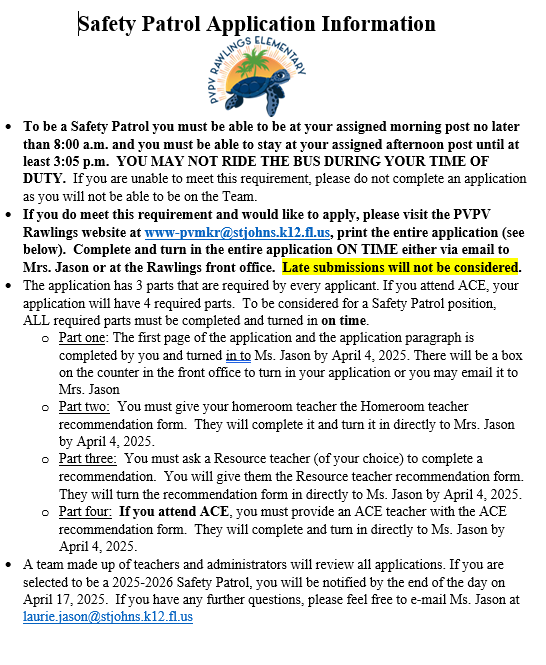 Safety Patrol Application Information
PVPV RAWLINGS ELEMENTARY
• To be a Safety Patrol you must be able to be at your assigned morning post no later
than 8:00 a.m. and you must be able to stay at your assigned afternoon post until at
least 3:05 p.m.  YOU MAY NOT RIDE THE BUS DURING YOUR TIME OF
DUTY.  If you are unable to meet this requirement, please do not complete an application
as you will not be able to be on the Team.
• If you do meet this requirement and would like to apply, please visit the PVPV
Rawlings website at www-pvmkr@stjohns.k12.fl.us, print the entire application (see
below).  Complete and turn in the entire application ON TIME either via email to
Mrs. Jason or at the Rawlings front office.  Late submissions will not be considered.
• The application has 3 parts that are required by every applicant. If you attend ACE, your
application will have 4 required parts.  To be considered for a Safety Patrol position,
ALL required parts must be completed and turned in on time.
o Part one: The first page of the application and the application paragraph is
completed by you and turned in to Ms. Jason by April 4, 2025. There will be a box
on the counter in the front office to turn in your application or you may email it to
Mrs. Jason
o Part two:  You must give your homeroom teacher the Homeroom teacher
recommendation form.  They will complete it and turn it in directly to Mrs. Jason
by April 4, 2025.
o Part three:  You must ask a Resource teacher (of your choice) to complete a
recommendation.  You will give them the Resource teacher recommendation form.
They will turn the recommendation form in directly to Ms. Jason by April 4, 2025.
o Part four:  If you attend ACE, you must provide an ACE teacher with the ACE
recommendation form.  They will complete and turn in directly to Ms. Jason by
April 4, 2025.
• A team made up of teachers and administrators will review all applications. If you are
selected to be a 2025-2026 Safety Patrol, you will be notified by the end of the day on
April 17, 2025.  If you have any further questions, please feel free to e-mail Ms. Jason at
laurie.jason@stjohns.k12.fl.us